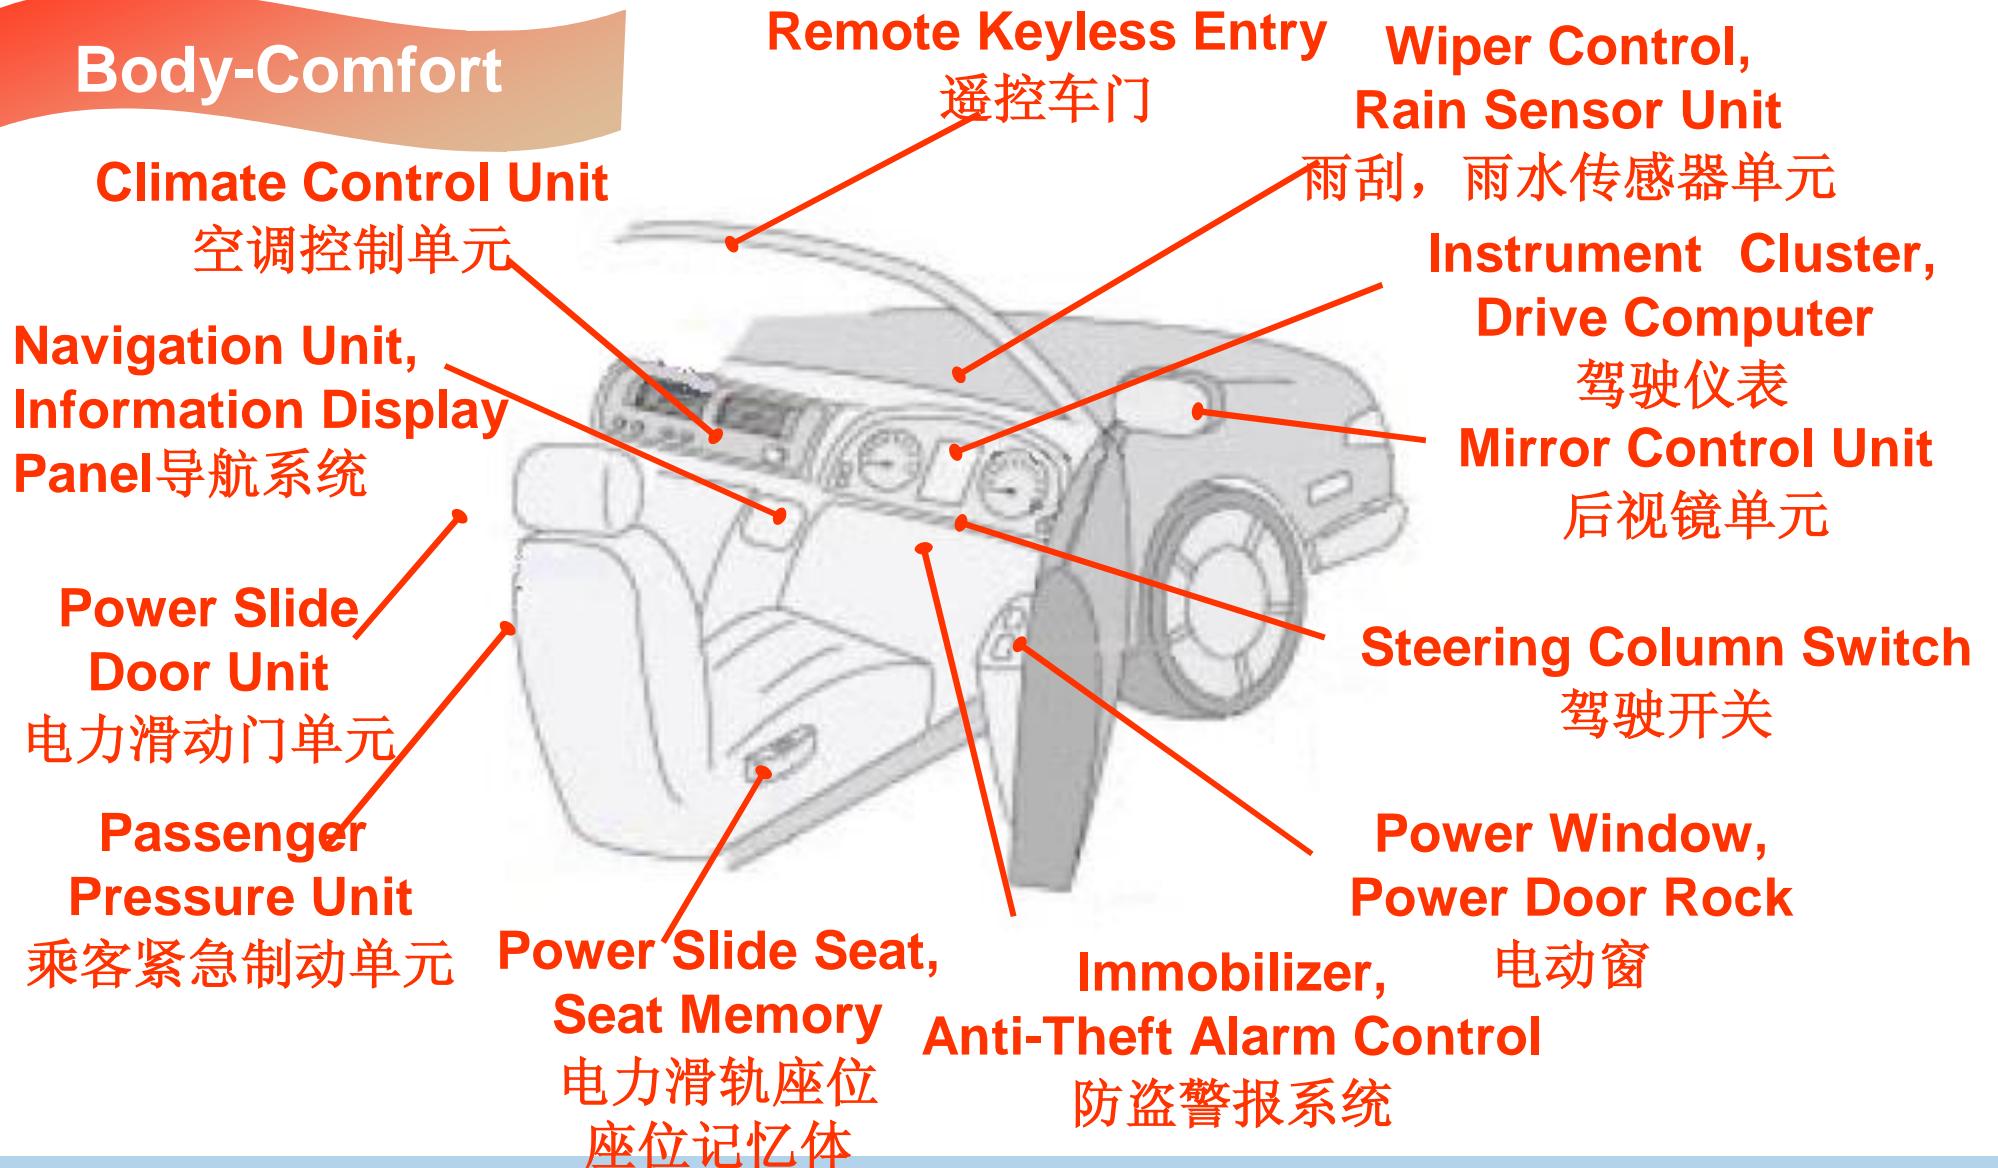 Body-Comfort
Remote Keyless Entry
遥控车门
Wiper Control,
Rain Sensor Unit
雨刮，雨水传感器单元
Climate Control Unit
空调控制单元
Instrument Cluster,
Drive Computer
驾驶仪表
Navigation Unit,
Information Display
Panel导航系统
Mirror Control Unit
后视镜单元
Power Slide
Door Unit
电力滑动门单元
Steering Column Switch
驾驶开关
Passenger
Pressure Unit
乘客紧急制动单元
Power Window,
Power Door Rock
电动窗
Power Slide Seat,
Seat Memory
电力滑轨座位
座位记忆体
Immobilizer,
Anti-Theft Alarm Control
防盗警报系统